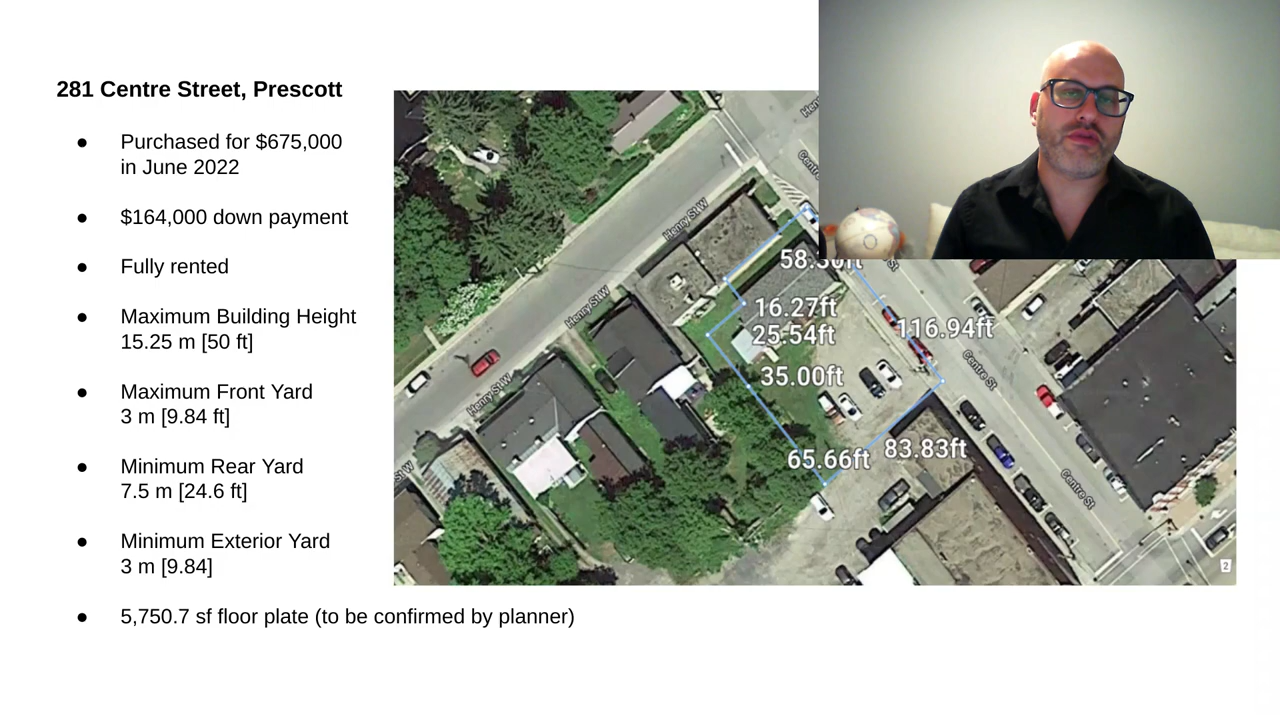 281 Centre Street, Prescott
● Purchased for $675,000
in June 2022
● $164,000 down payment
● Fully rented
● Maximum Building Height
15.25 m [50 ft]
● Maximum Front Yard
3 m [9.84 ft]
● Minimum Rear Yard
7.5 m [24.6 ft]
● Minimum Exterior Yard
3 m [9.84]
● 5,750.7 sf floor plate (to be confirmed by planner)
Henry St W
Henry St W
Henry St W
16.27ft
25.54ft
116.94ft
35.00ft
Centre St
65.66ft
83.83ft
Centre St
2